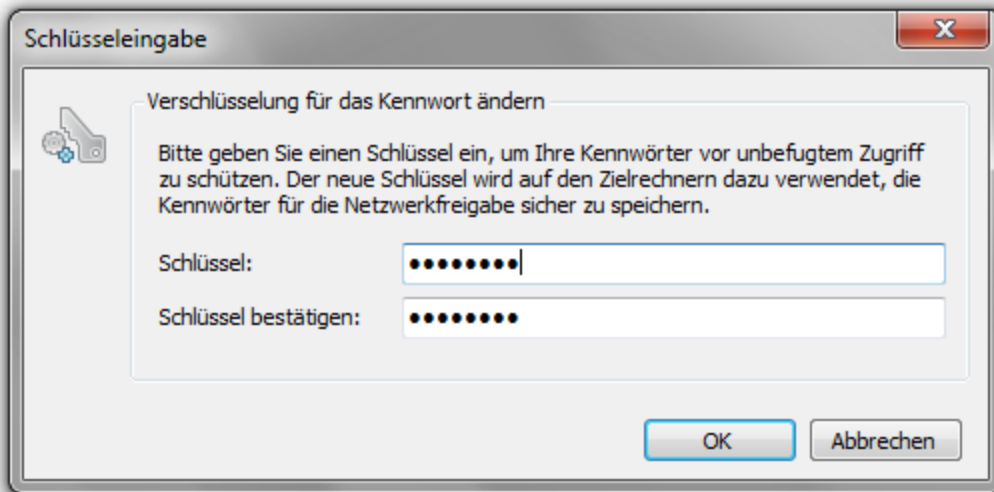 Schlüsseleingabe
Verschlüsselung für das Kennwort ändern
Bitte geben Sie einen Schlüssel ein, um Ihre Kennwörter vor unbefugtem Zugriff
zu schützen. Der neue Schlüssel wird auf den Zielrechnern dazu verwendet, die
Kennwörter für die Netzwerkfreigabe sicher zu speichern.
Schlüssel: ●●●●●●●●
Schlüssel bestätigen: ●●●●●●●●
OK Abbrechen